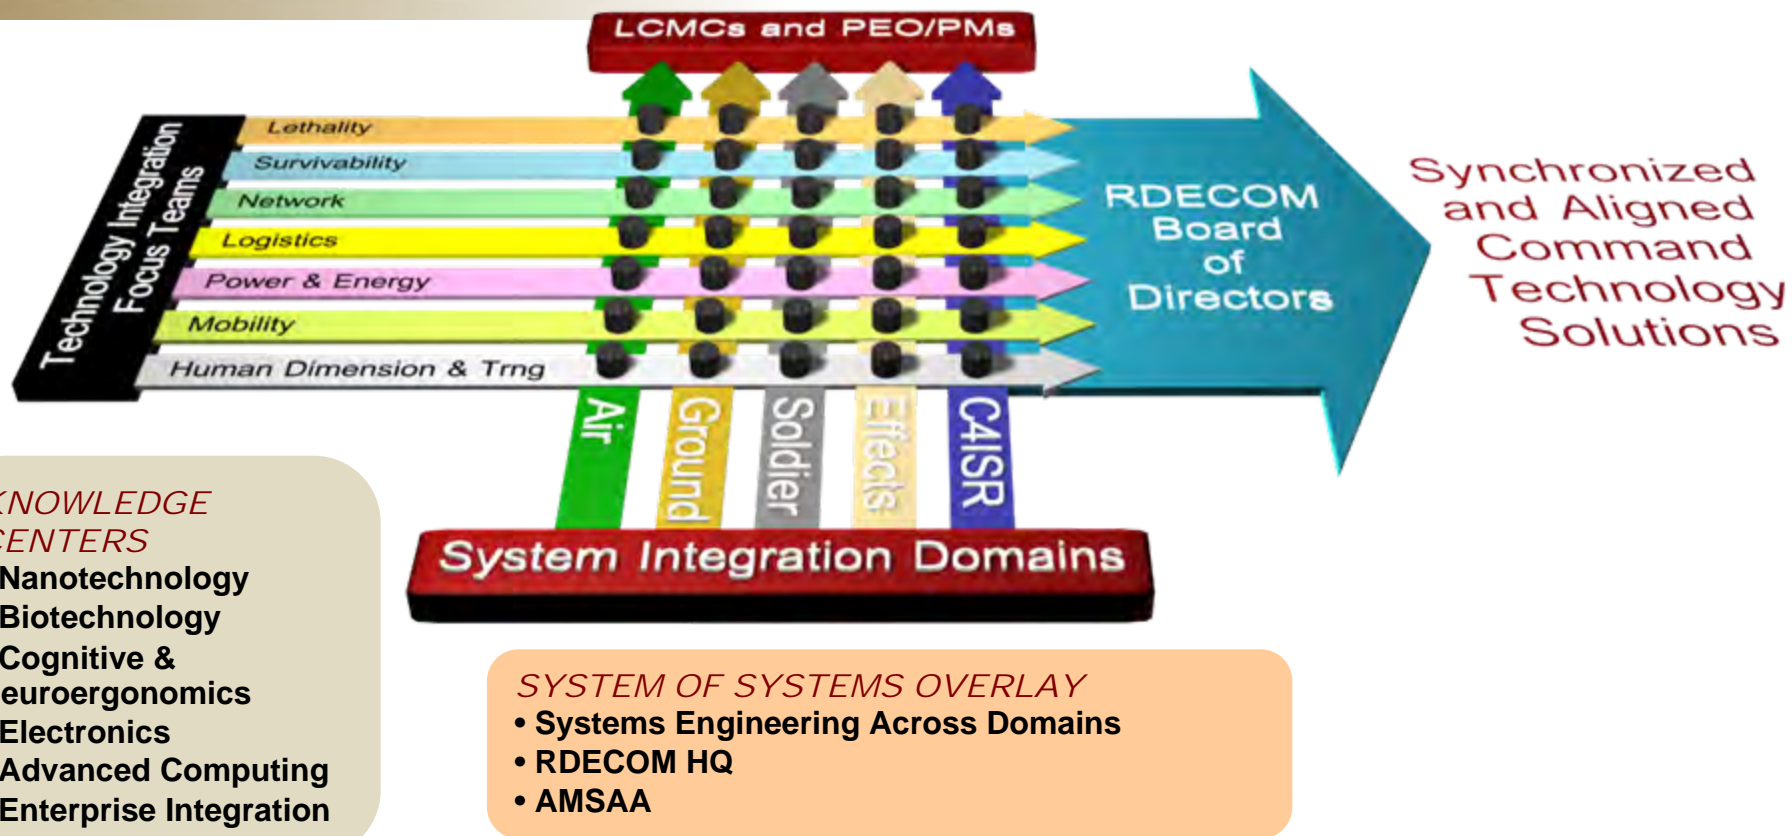 LCMCs and PEO/PMs
Technology Integration
Focus Teams
Lethality
Survivability
Network
Logistics
Power & Energy
Mobility
Human Dimension & Trng
RDECOM
Board
of
Directors
Synchronized
and Aligned
Command
Technology
Solutions
Air
Ground
Soldier
Effects
C4ISR
System Integration Domains
KNOWLEDGE
CENTERS
Nanotechnology
Biotechnology
Cognitive &
euroergonomics
Electronics
Advanced Computing
Enterprise Integration
SYSTEM OF SYSTEMS OVERLAY
• Systems Engineering Across Domains
• RDECOM HQ
• AMSAA